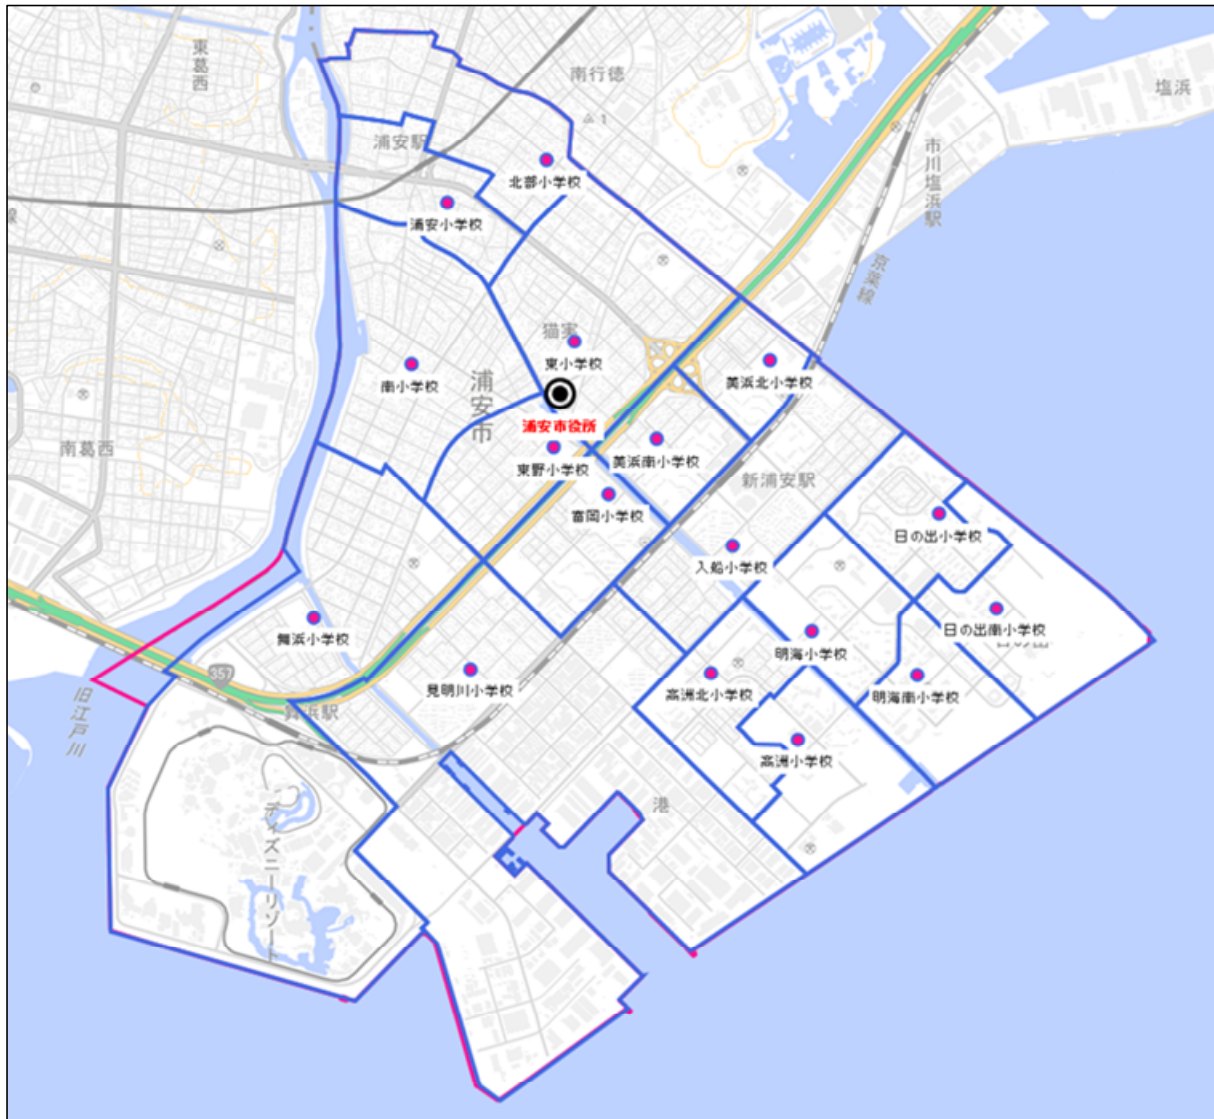 東葛西
南行徳
塩浜
1
浦安駅
市川塩浜駅
北部小学校
浦安小学校
京葉線
猫実
東小学校
美浜北小学校
南小学校
浦安市
浦安市役所
南葛西
東野小学校
美浜南小学校
新浦安駅
富岡小学校
日の出小学校
入船小学校
舞浜小学校
日の出南小学校
明海小学校
357
見明川小学校
高洲北小学校
明海南小学校
旧江戸川
舞浜駅
高洲小学校
港
ディズニーリゾート